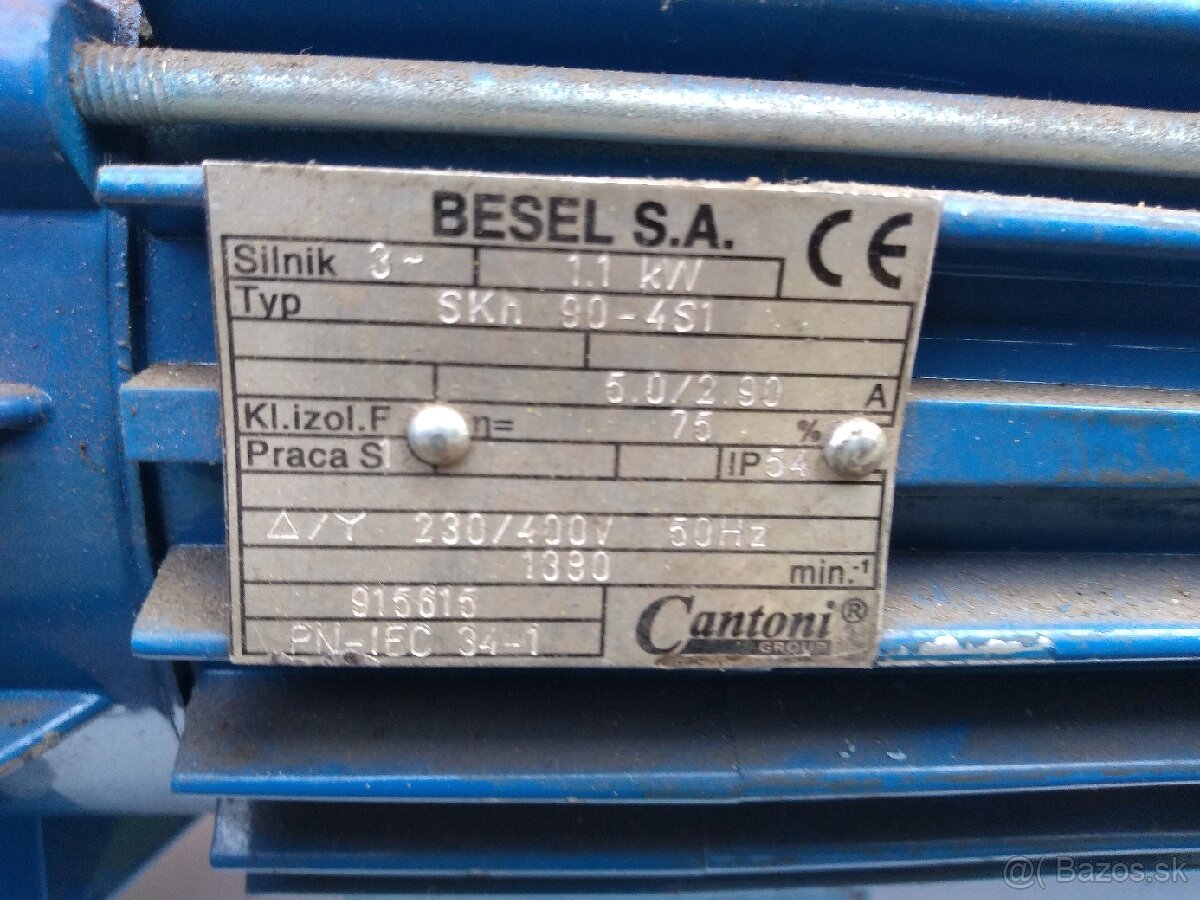 BESEL S.A. CE
Silnik 3~ 1.1 kW
Typ SKh 90-4S1
5.0/2.90 A
Kl.izol.F η= 75 %
Praca S1 IP54
△/Y 230/400V 50Hz
1380 min.-1
915615
PN-IEC 34-1
Cantoni®
GROUP
@( Bazos.sk